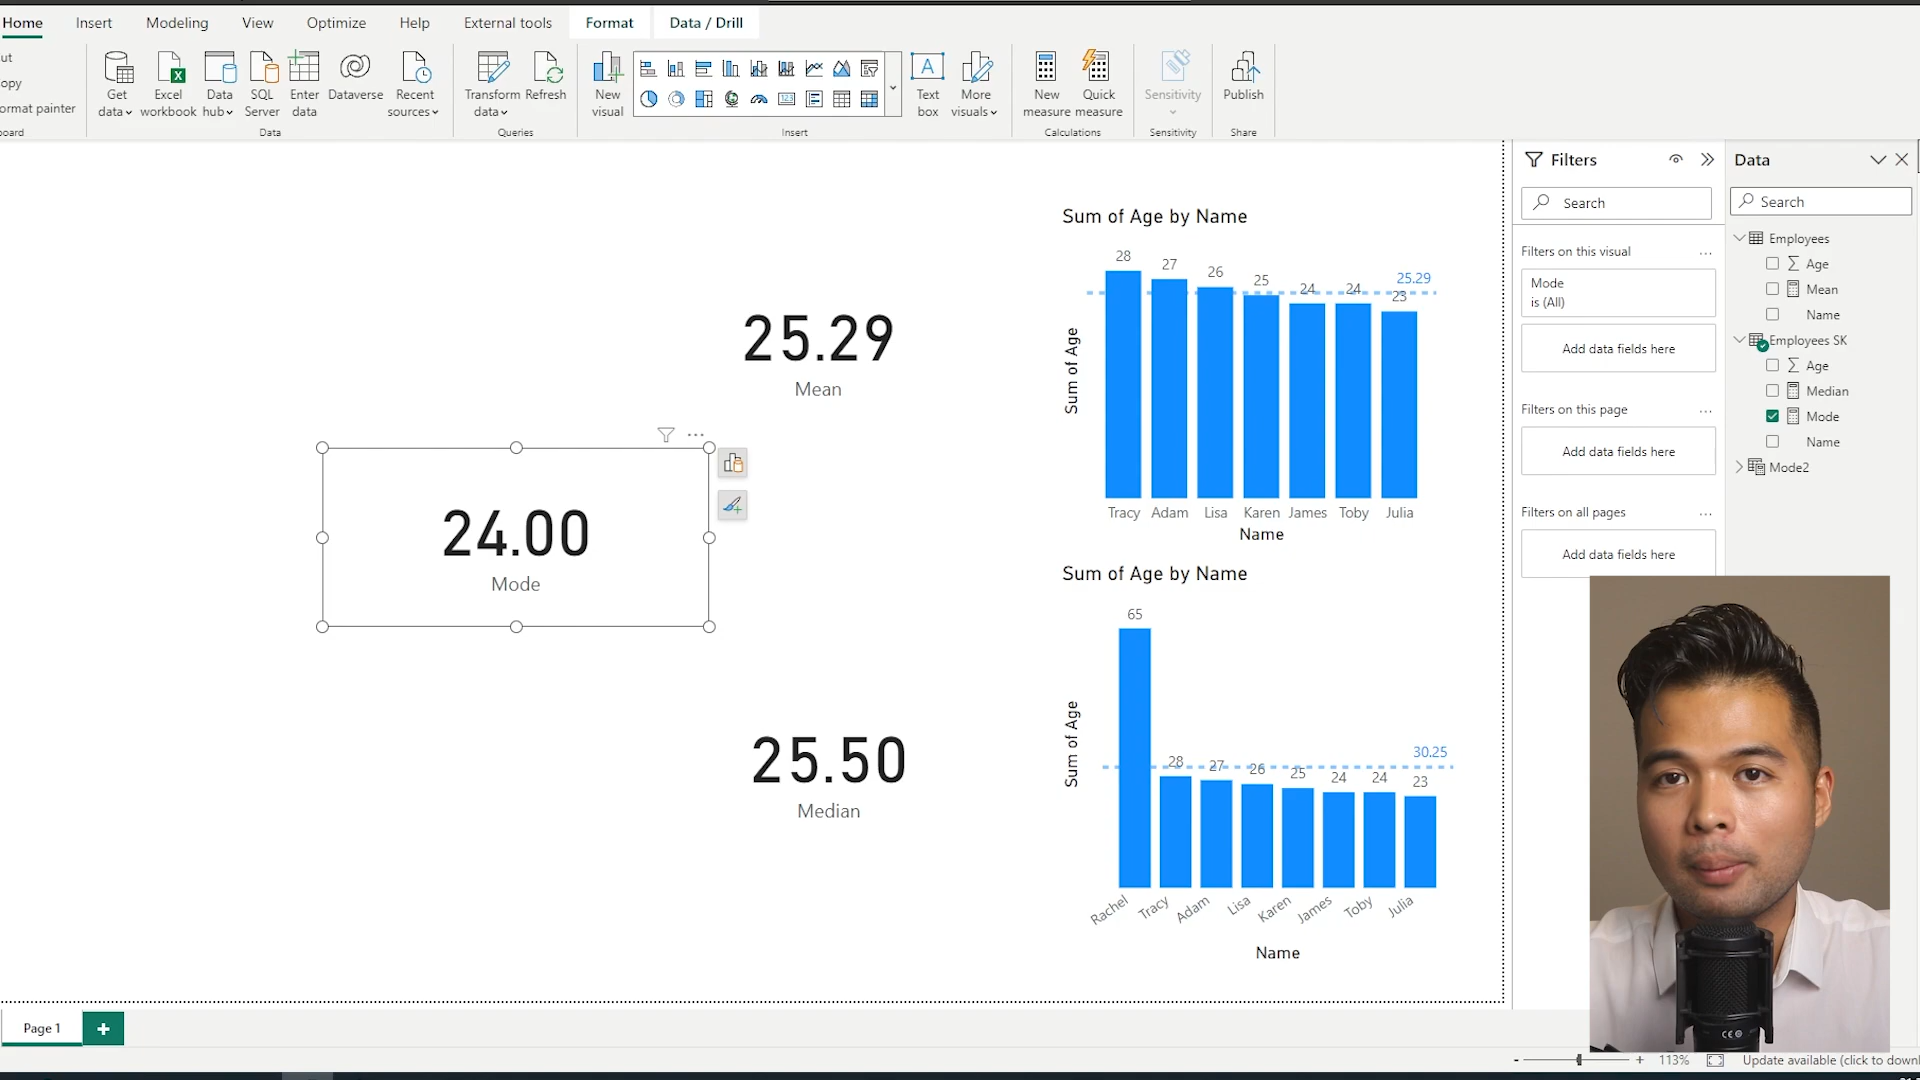 Home Insert Modeling View Optimize Help External tools Format Data / Drill
ut
opy
ormat painter
oard
Get data
Excel workbook
Data hub
SQL Server
Enter data
Dataverse
Recent sources
Data
Transform data
Refresh
Queries
New visual
123
A
Text box
More visuals
Insert
New measure
Quick measure
Calculations
Sensitivity
Sensitivity
Publish
Share
25.29
Mean
24.00
Mode
25.50
Median
Sum of Age by Name
28
27
26
25
24
24
23
25.29
Sum of Age
Tracy Adam Lisa Karen James Toby Julia
Name
Sum of Age by Name
65
28
27
26
25
24
24
23
30.25
Sum of Age
Rachel Tracy Adam Lisa Karen James Toby Julia
Name
Filters
Search
Filters on this visual ...
Mode
is (All)
Add data fields here
Filters on this page ...
Add data fields here
Filters on all pages ...
Add data fields here
Data
Search
Employees
Σ Age
Mean
Name
Employees SK
Σ Age
Median
Mode
Name
Mode2
Page 1
+
- + 113%
Update available (click to downl
CE